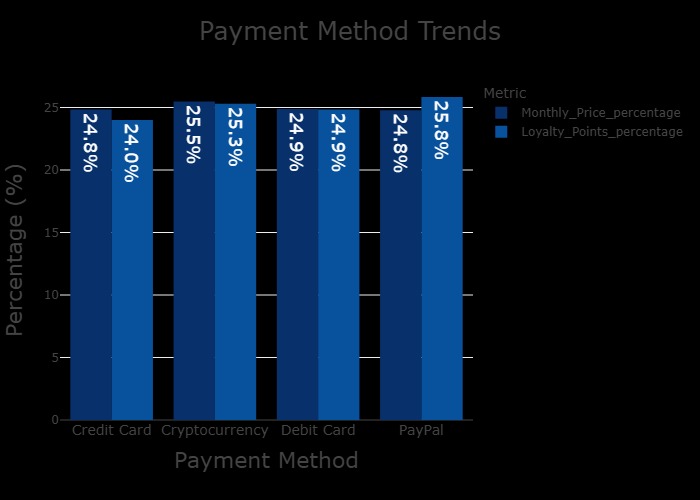 Payment Method Trends
Metric
Monthly_Price_percentage
Loyalty_Points_percentage
Percentage (%)
25
20
15
10
5
0
24.8%
24.0%
25.5%
25.3%
24.9%
24.9%
24.8%
25.8%
Credit Card
Cryptocurrency
Debit Card
PayPal
Payment Method